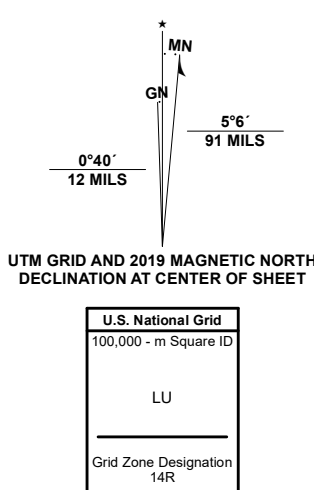 ★
MN
GN
5°6´
91 MILS
0°40´
12 MILS
UTM GRID AND 2019 MAGNETIC NORTH
DECLINATION AT CENTER OF SHEET
U.S. National Grid
100,000 - m Square ID
LU
Grid Zone Designation
14R